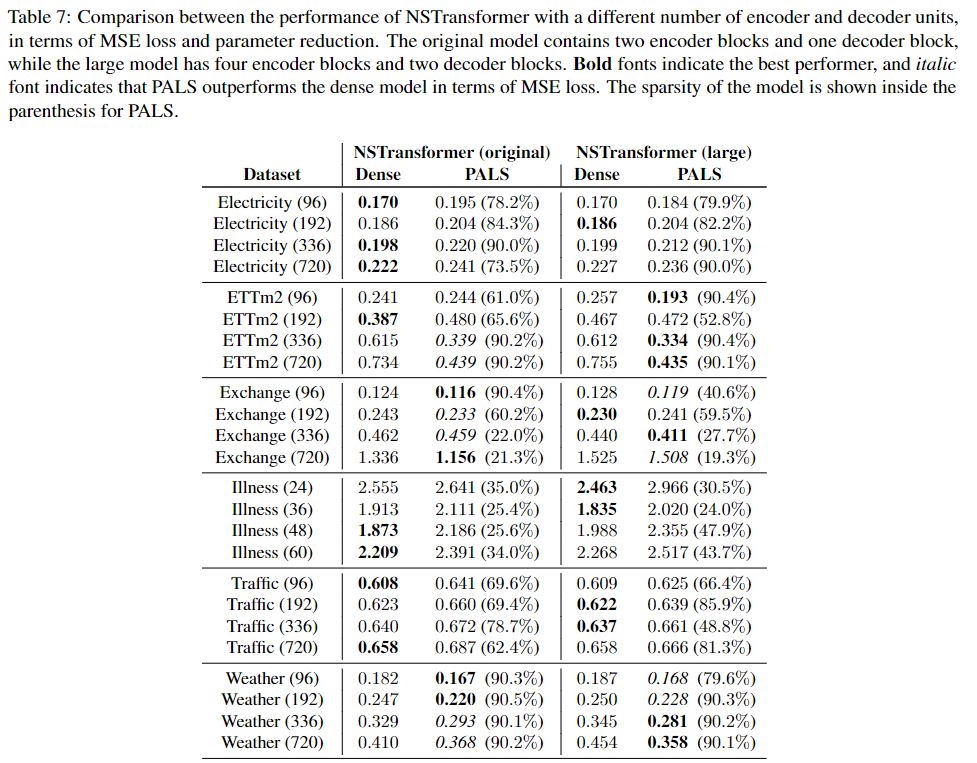 Table 7: Comparison between the performance of NSTransformer with a different number of encoder and decoder units,
in terms of MSE loss and parameter reduction. The original model contains two encoder blocks and one decoder block,
while the large model has four encoder blocks and two decoder blocks. Bold fonts indicate the best performer, and italic
font indicates that PALS outperforms the dense model in terms of MSE loss. The sparsity of the model is shown inside the
parenthesis for PALS.
NSTransformer (original) NSTransformer (large)
Dataset Dense PALS Dense PALS
Electricity (96) 0.170 0.195 (78.2%) 0.170 0.184 (79.9%)
Electricity (192) 0.186 0.204 (84.3%) 0.186 0.204 (82.2%)
Electricity (336) 0.198 0.220 (90.0%) 0.199 0.212 (90.1%)
Electricity (720) 0.222 0.241 (73.5%) 0.227 0.236 (90.0%)
ETTm2 (96) 0.241 0.244 (61.0%) 0.257 0.193 (90.4%)
ETTm2 (192) 0.387 0.480 (65.6%) 0.467 0.472 (52.8%)
ETTm2 (336) 0.615 0.339 (90.2%) 0.612 0.334 (90.4%)
ETTm2 (720) 0.734 0.439 (90.2%) 0.755 0.435 (90.1%)
Exchange (96) 0.124 0.116 (90.4%) 0.128 0.119 (40.6%)
Exchange (192) 0.243 0.233 (60.2%) 0.230 0.241 (59.5%)
Exchange (336) 0.462 0.459 (22.0%) 0.440 0.411 (27.7%)
Exchange (720) 1.336 1.156 (21.3%) 1.525 1.508 (19.3%)
Illness (24) 2.555 2.641 (35.0%) 2.463 2.966 (30.5%)
Illness (36) 1.913 2.111 (25.4%) 1.835 2.020 (24.0%)
Illness (48) 1.873 2.186 (25.6%) 1.988 2.355 (47.9%)
Illness (60) 2.209 2.391 (34.0%) 2.268 2.517 (43.7%)
Traffic (96) 0.608 0.641 (69.6%) 0.609 0.625 (66.4%)
Traffic (192) 0.623 0.660 (69.4%) 0.622 0.639 (85.9%)
Traffic (336) 0.640 0.672 (78.7%) 0.637 0.661 (48.8%)
Traffic (720) 0.658 0.687 (62.4%) 0.658 0.666 (81.3%)
Weather (96) 0.182 0.167 (90.3%) 0.187 0.168 (79.6%)
Weather (192) 0.247 0.220 (90.5%) 0.250 0.228 (90.3%)
Weather (336) 0.329 0.293 (90.1%) 0.345 0.281 (90.2%)
Weather (720) 0.410 0.368 (90.2%) 0.454 0.358 (90.1%)